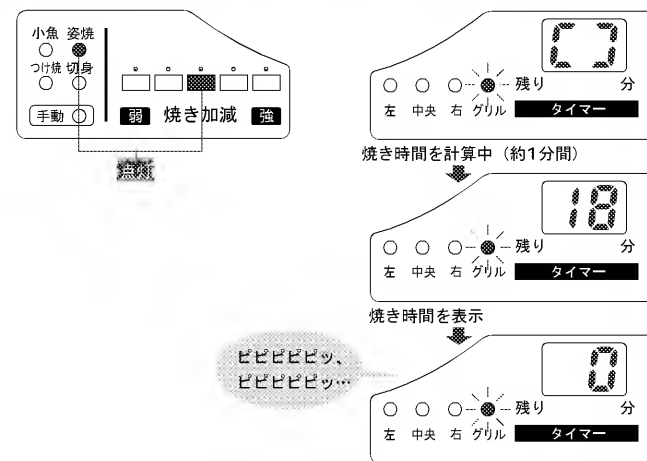 小魚 姿焼
つけ焼 切身
手動
弱 焼き加減 強
点灯
残り 分
左 中央 右 グリル タイマー
焼き時間を計算中（約1分間）
18
残り 分
左 中央 右 グリル タイマー
焼き時間を表示
ピピピピピッ、
ピピピピピッ…
0
残り 分
左 中央 右 グリル タイマー